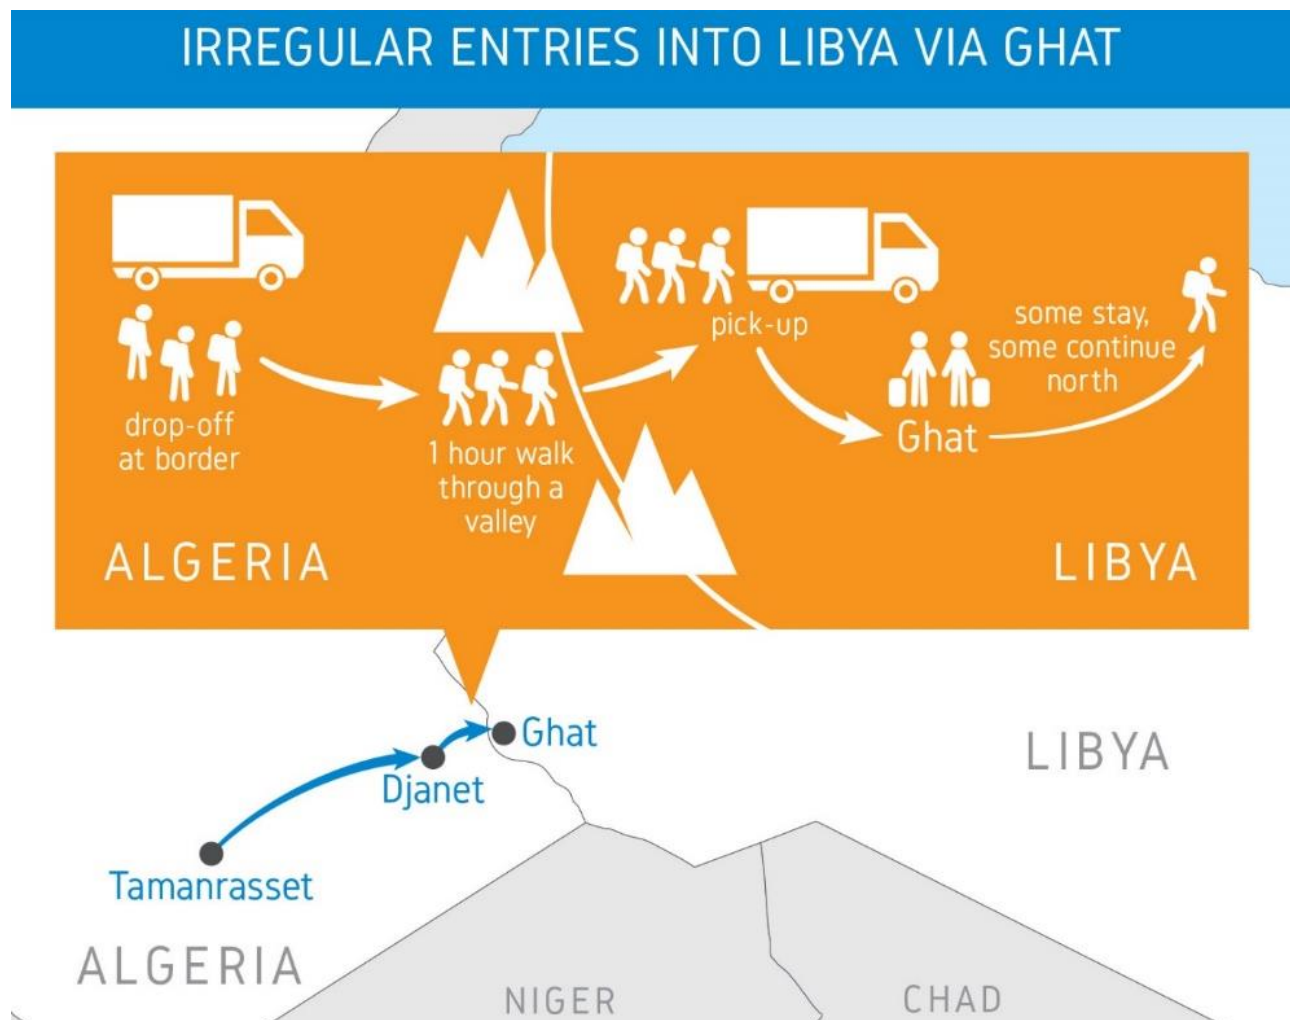 IRREGULAR ENTRIES INTO LIBYA VIA GHAT
drop-off
at border
1 hour walk
through a
valley
pick-up
Ghat
some stay,
some continue
north
ALGERIA
LIBYA
Ghat
Djanet
Tamanrasset
LIBYA
ALGERIA
NIGER
CHAD